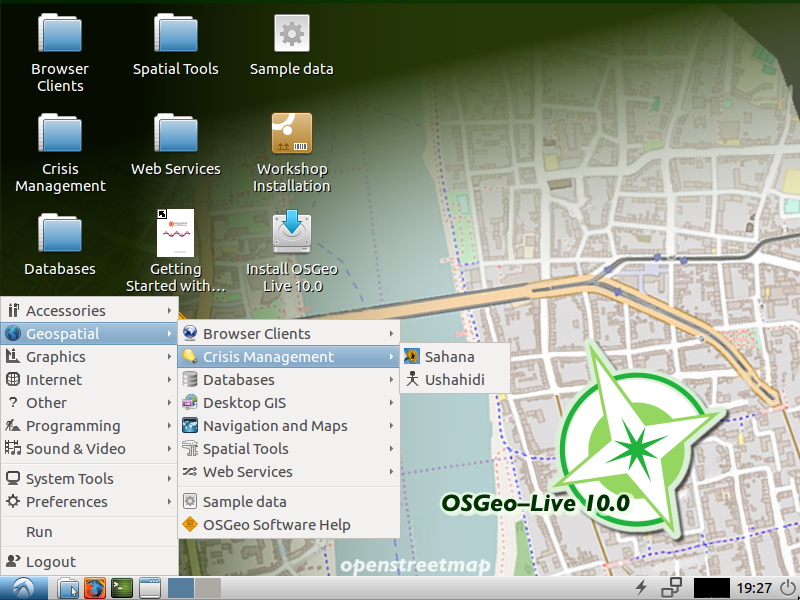 Browser
Clients
Spatial Tools
Sample data
Crisis
Management
Web Services
Workshop
Installation
Databases
Getting
Started with...
Install OSGeo
Live 10.0
Accessories
Geospatial
Graphics
Internet
Other
Programming
Sound & Video
System Tools
Preferences
Run
Logout
Browser Clients
Crisis Management
Databases
Desktop GIS
Navigation and Maps
Spatial Tools
Web Services
Sample data
OSGeo Software Help
Sahana
Ushahidi
OSGeo–Live 10.0
openstreetmap
19:27